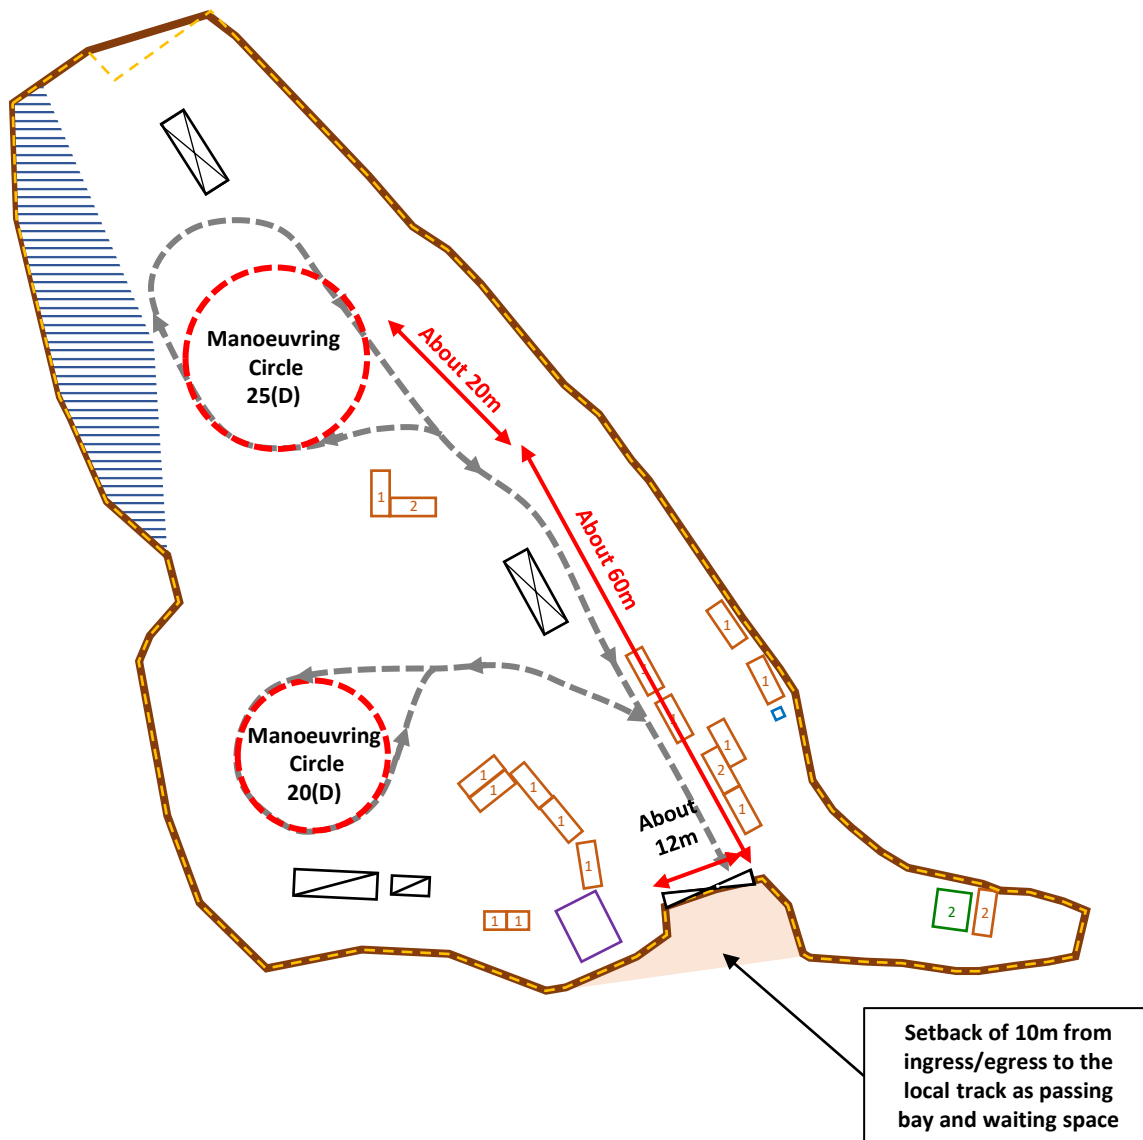 Manoeuvring
Circle
25(D)
About 20m
1
2
About 60m
1
1
1
1
1
2
1
Manoeuvring
Circle
20(D)
1
1
1
1
1
About
12m
1
1
2
2
Setback of 10m from
ingress/egress to the
local track as passing
bay and waiting space